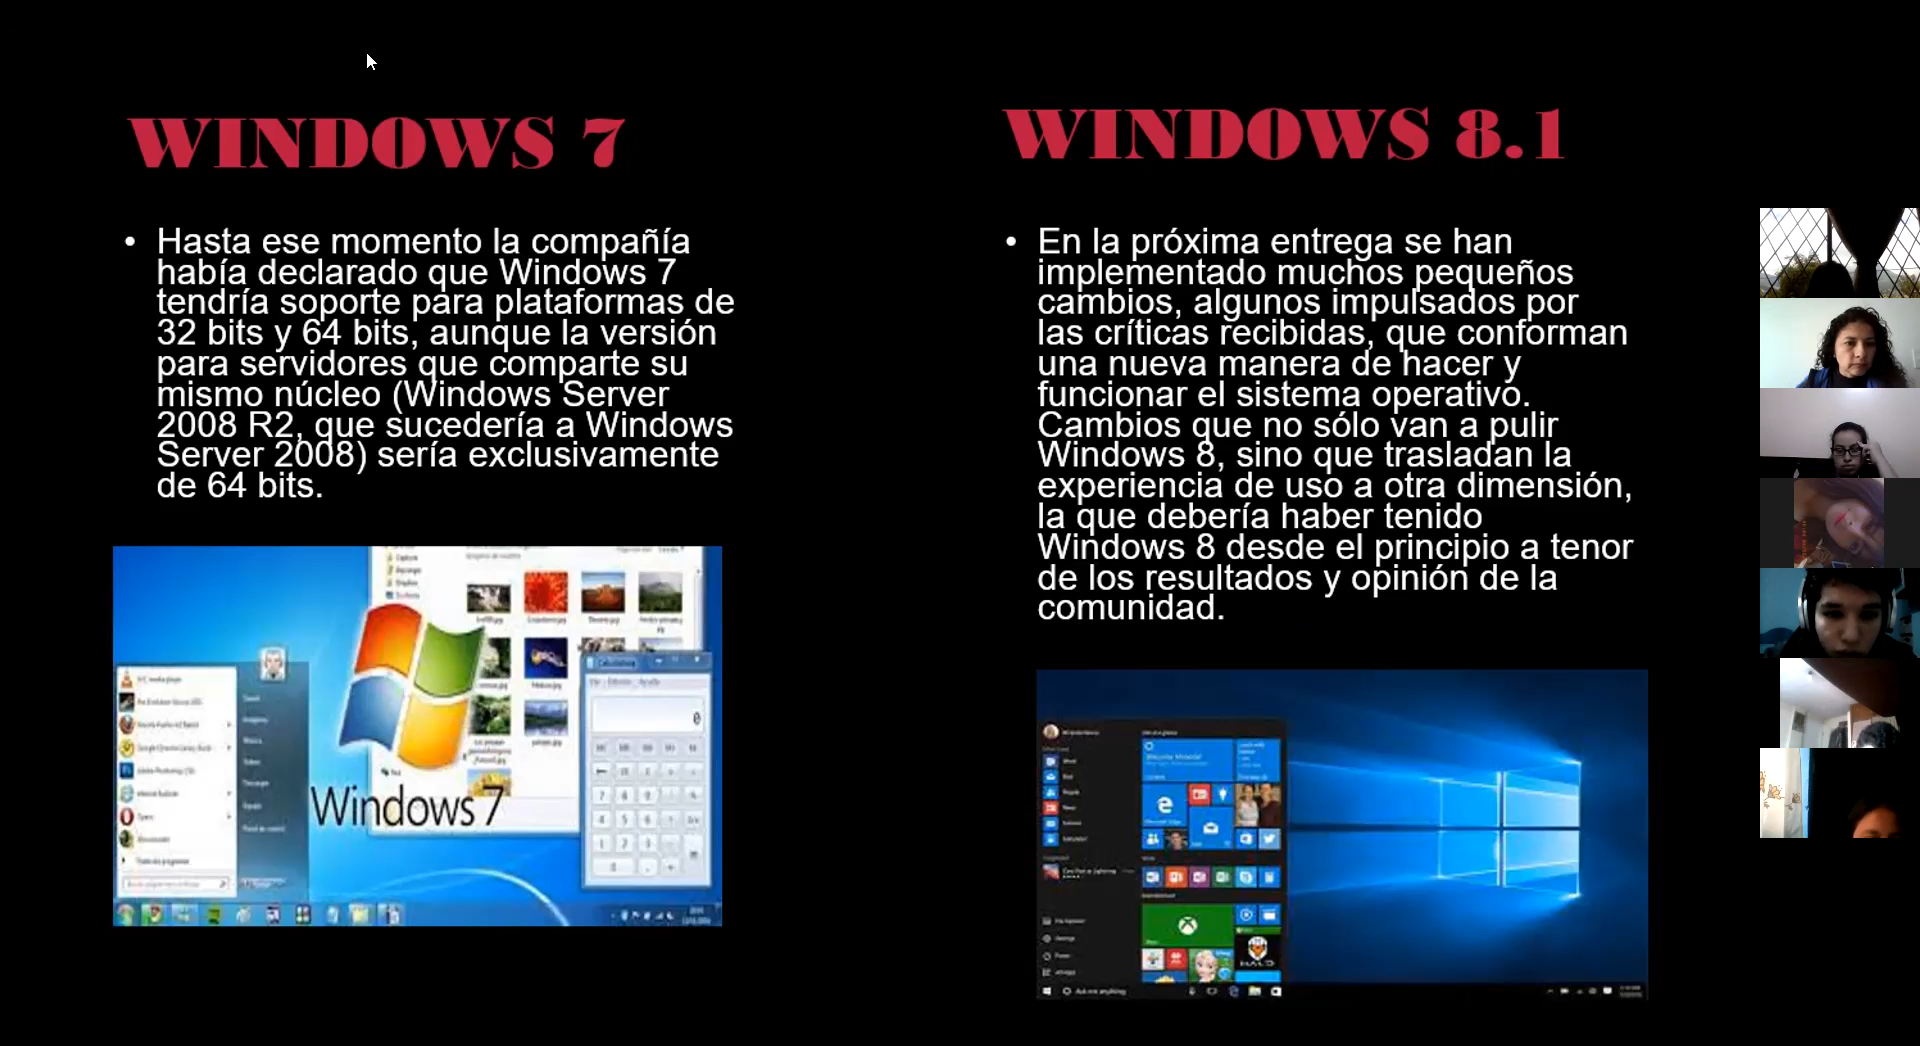 WINDOWS 7
• Hasta ese momento la compañía
había declarado que Windows 7
tendría soporte para plataformas de
32 bits y 64 bits, aunque la versión
para servidores que comparte su
mismo núcleo (Windows Server
2008 R2, que sucedería a Windows
Server 2008) sería exclusivamente
de 64 bits.
Windows 7
0
WINDOWS 8.1
• En la próxima entrega se han
implementado muchos pequeños
cambios, algunos impulsados por
las críticas recibidas, que conforman
una nueva manera de hacer y
funcionar el sistema operativo.
Cambios que no sólo van a pulir
Windows 8, sino que trasladan la
experiencia de uso a otra dimensión,
la que debería haber tenido
Windows 8 desde el principio a tenor
de los resultados y opinión de la
comunidad.
Ask me anything